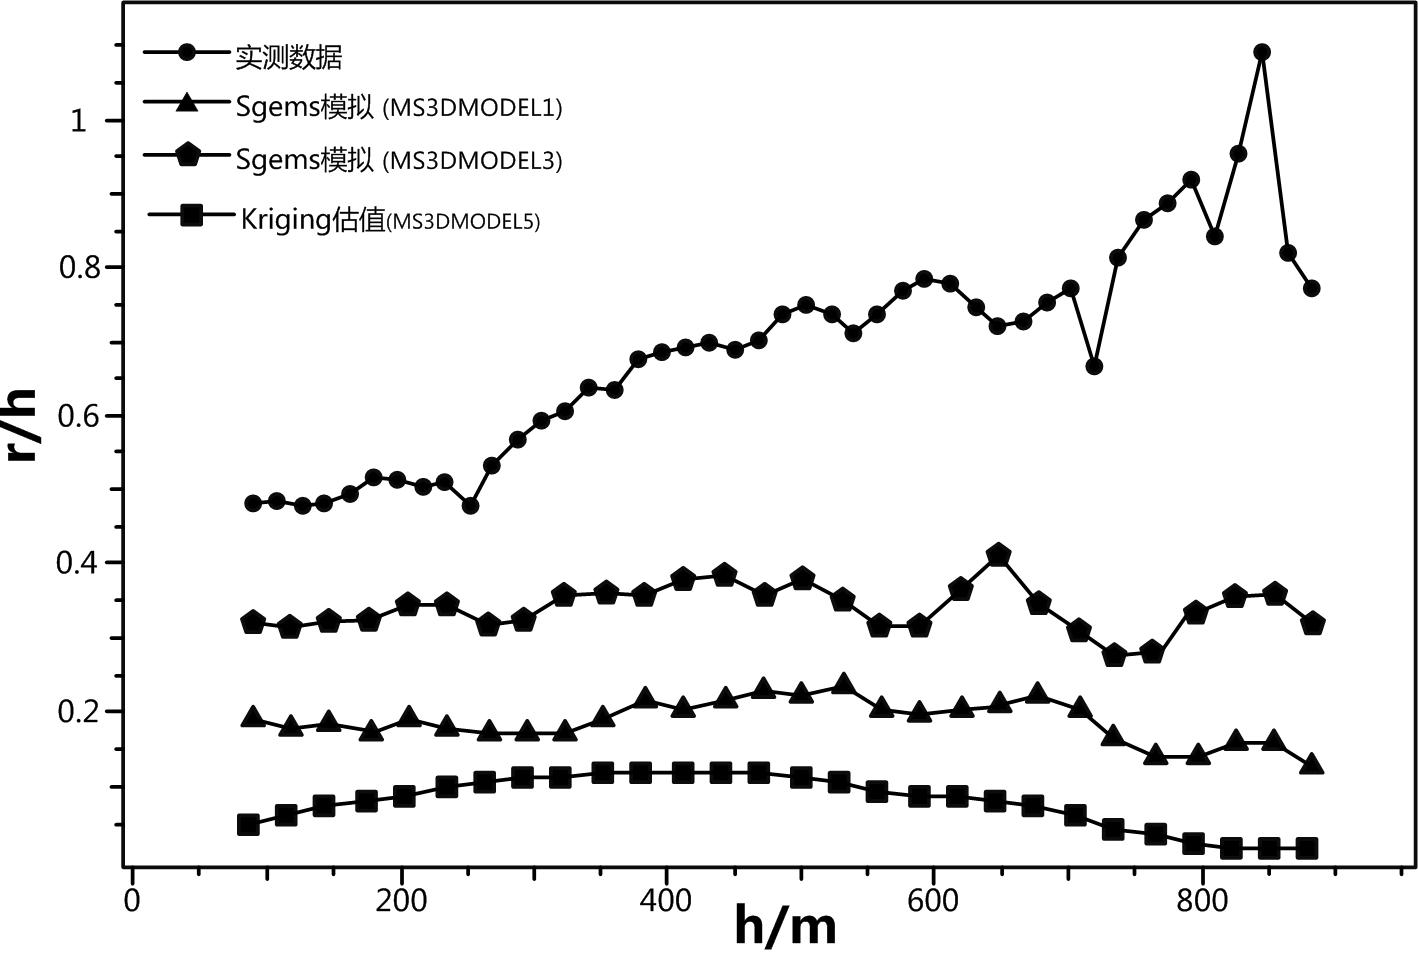 实测数据
Sgems模拟 (MS3DMODEL1)
Sgems模拟 (MS3DMODEL3)
Kriging估值(MS3DMODEL5)
1
0.8
0.6
0.4
0.2
r/h
0 200 400 600 800
h/m